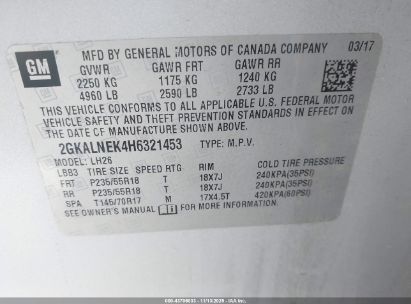 GM
MFD BY GENERAL MOTORS OF CANADA COMPANY 03/17
GVWR GAWR FRT GAWR RR
2250 KG 1175 KG 1240 KG
4960 LB 2590 LB 2733 LB
THIS VEHICLE CONFORMS TO ALL APPLICABLE U.S. FEDERAL MOTOR
VEHICLE SAFETY AND THEFT PREVENTION STANDARDS IN EFFECT ON
THE DATE OF MANUFACTURE SHOWN ABOVE.
2GKALNEK4H6321453 TYPE: M.P.V.
MODEL: LH26
LBB3 TIRE SIZE SPEED RTG RIM COLD TIRE PRESSURE
FRT P235/55R18 T 18X7J 240KPA(35PSI)
RR P235/55R18 T 18X7J 240KPA(35PSI)
SPA T145/70R17 M 17X4.5T 420KPA(60PSI)
SEE OWNER'S MANUAL FOR MORE INFORMATION.